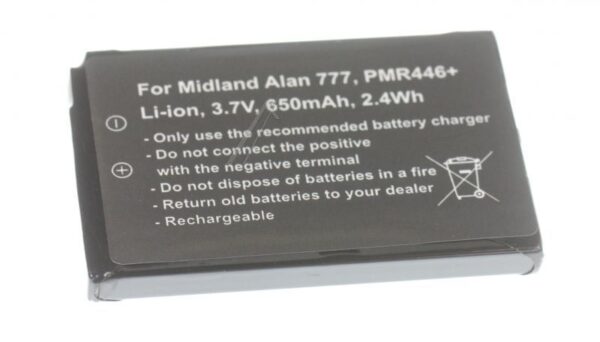 For Midland Alan 777, PMR446+
Li-ion, 3.7V, 650mAh, 2.4Wh
- Only use the recommended battery charger
- Do not connect the positive
with the negative terminal
- Do not dispose of batteries in a fire
- Return old batteries to your dealer
- Rechargeable